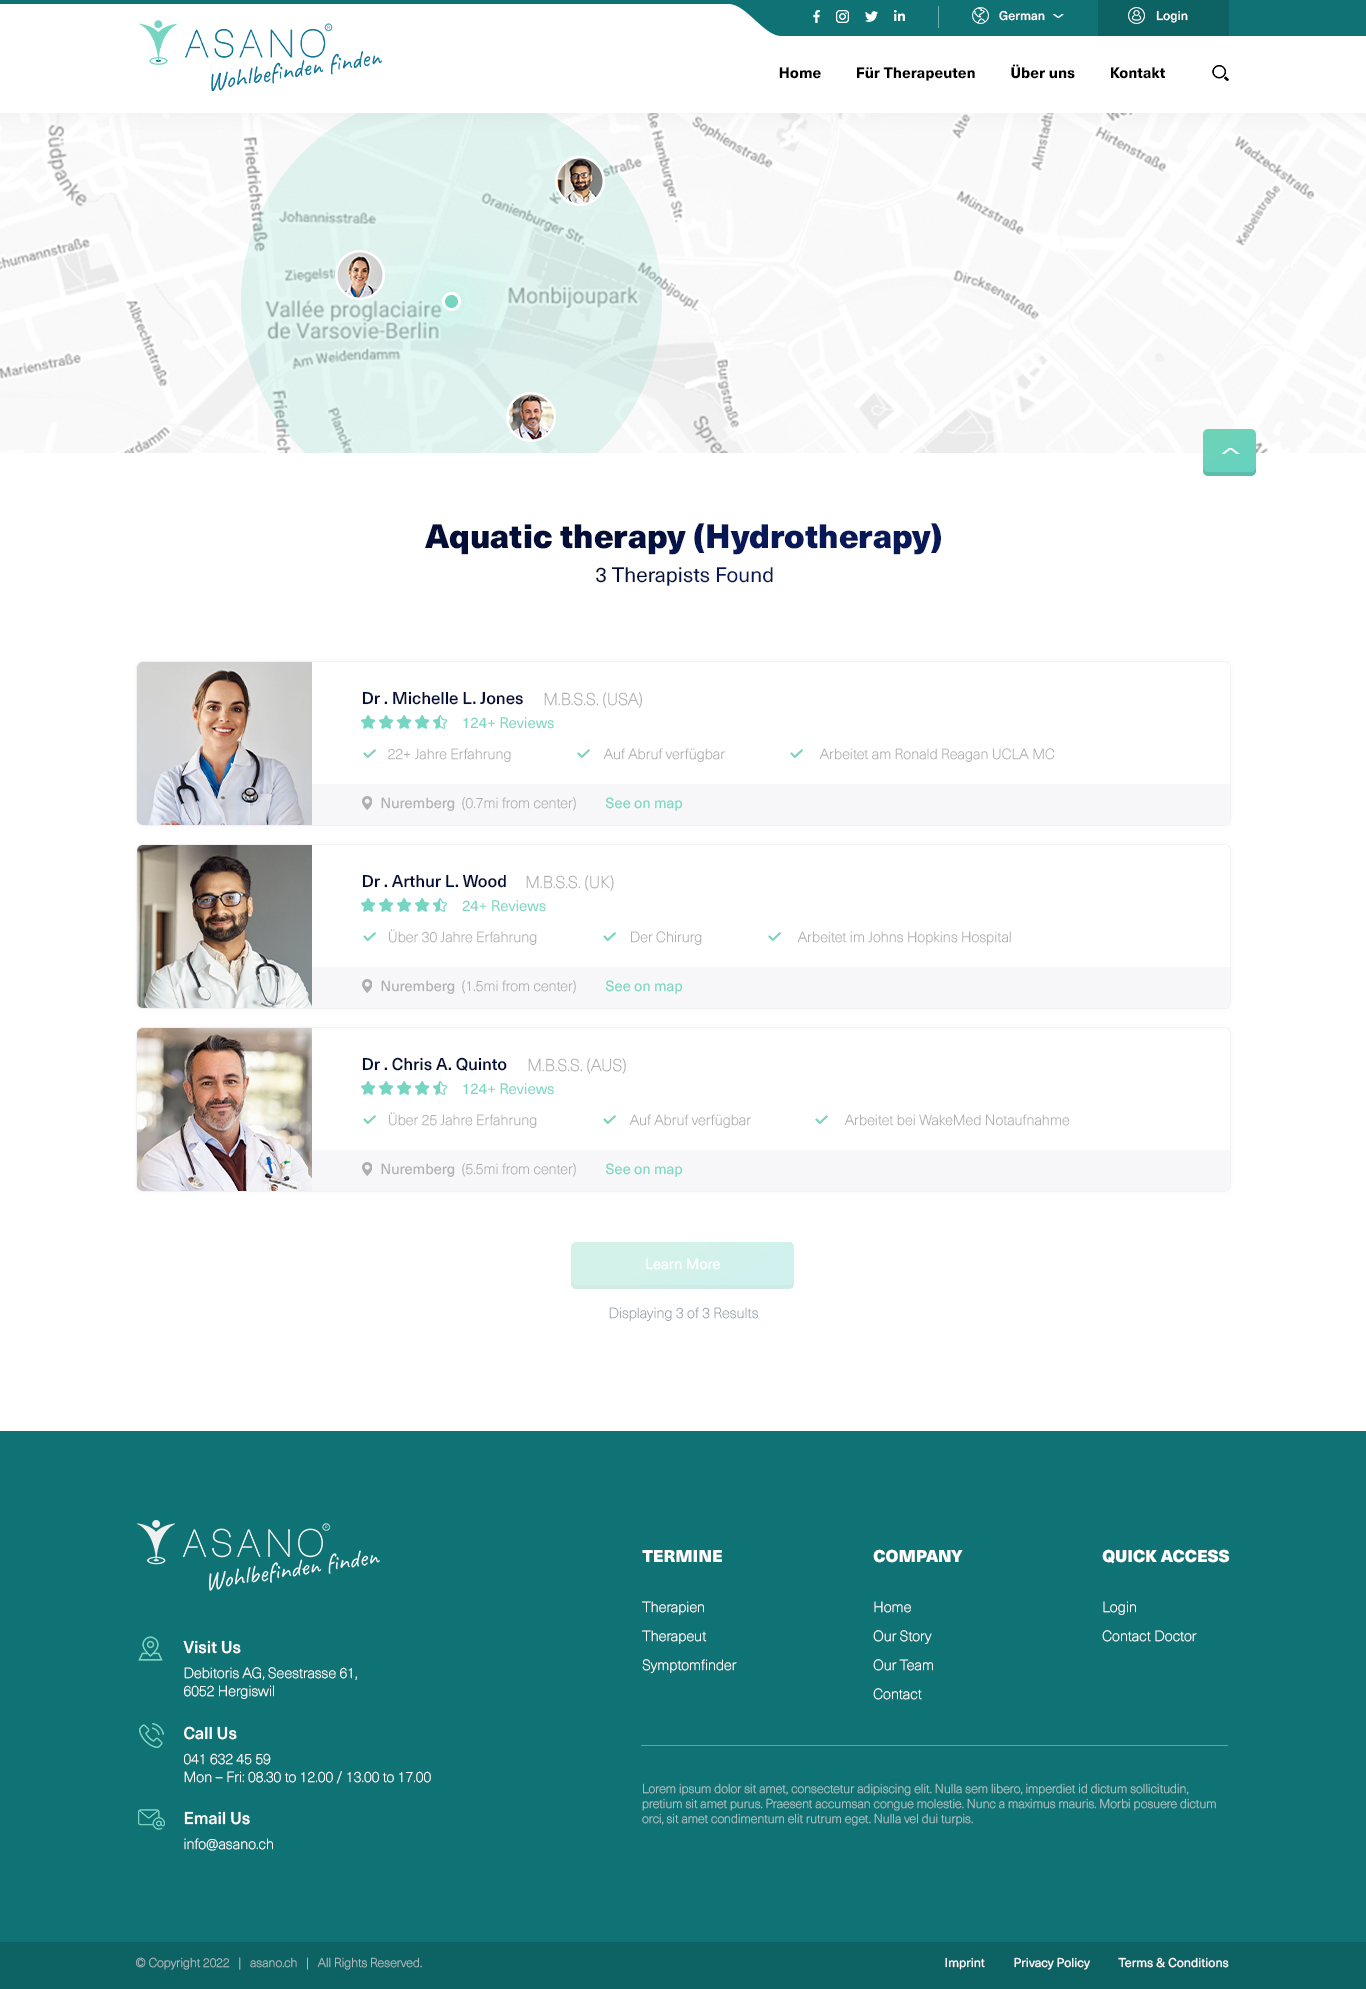 German
Login
ASANO®
Wohlbefinden finden
Home
Für Therapeuten
Über uns
Kontakt
Südpanke
Friedrichstraße
Johannisstraße
Ziegelst
Oranienburger Str.
straße
e Hamburger Str.
Sophienstraße
Alte
Almstadts
Hirtenstraße
Wadzeckstraße
Keibelstraße
Münzstraße
Dircksenstraße
humannstraße
Albrechtstraße
Marienstraße
Vallée proglaciaire
de Varsovie-Berlin
Monbijoupark
Monbijoupl.
Am Weidendamm
Burgstraße
Spree
Friedrich
Plancka
rdamm
Aquatic therapy (Hydrotherapy)
3 Therapists Found
Dr . Michelle L. Jones M.B.S.S. (USA)
124+ Reviews
22+ Jahre Erfahrung Auf Abruf verfügbar Arbeitet am Ronald Reagan UCLA MC
Nuremberg (0.7mi from center) See on map
Dr . Arthur L. Wood M.B.S.S. (UK)
24+ Reviews
Über 30 Jahre Erfahrung Der Chirurg Arbeitet im Johns Hopkins Hospital
Nuremberg (1.5mi from center) See on map
Dr . Chris A. Quinto M.B.S.S. (AUS)
124+ Reviews
Über 25 Jahre Erfahrung Auf Abruf verfügbar Arbeitet bei WakeMed Notaufnahme
Nuremberg (5.5mi from center) See on map
Learn More
Displaying 3 of 3 Results
ASANO®
Wohlbefinden finden
Visit Us
Debitoris AG, Seestrasse 61,
6052 Hergiswil
Call Us
041 632 45 59
Mon – Fri: 08.30 to 12.00 / 13.00 to 17.00
Email Us
info@asano.ch
TERMINE
Therapien
Therapeut
Symptomfinder
COMPANY
Home
Our Story
Our Team
Contact
QUICK ACCESS
Login
Contact Doctor
Lorem ipsum dolor sit amet, consectetur adipiscing elit. Nulla sem libero, imperdiet id dictum sollicitudin,
pretium sit amet purus. Praesent accumsan congue molestie. Nunc a maximus mauris. Morbi posuere dictum
orci, sit amet condimentum elit rutrum eget. Nulla vel dui turpis.
© Copyright 2022 | asano.ch | All Rights Reserved.
Imprint Privacy Policy Terms & Conditions